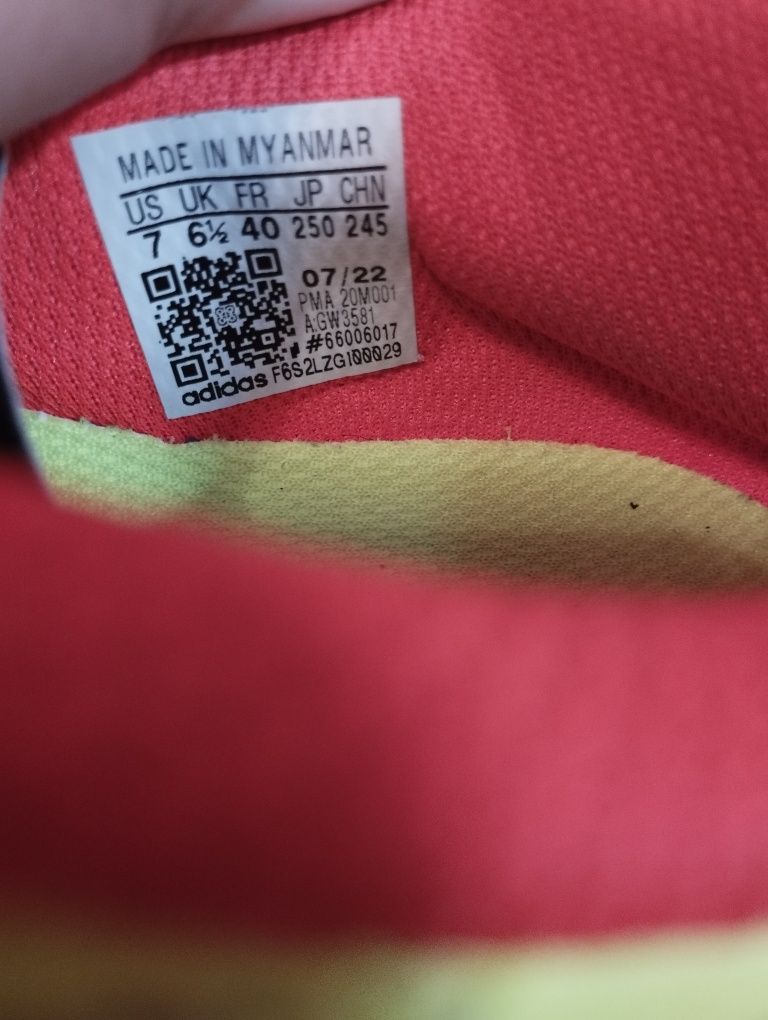 MADE IN MYANMAR
US UK FR JP CHN
7 6½ 40 250 245
07/22
PMA 20M001
A:GW3581
#66006017
adidas F6S2LZGI00029